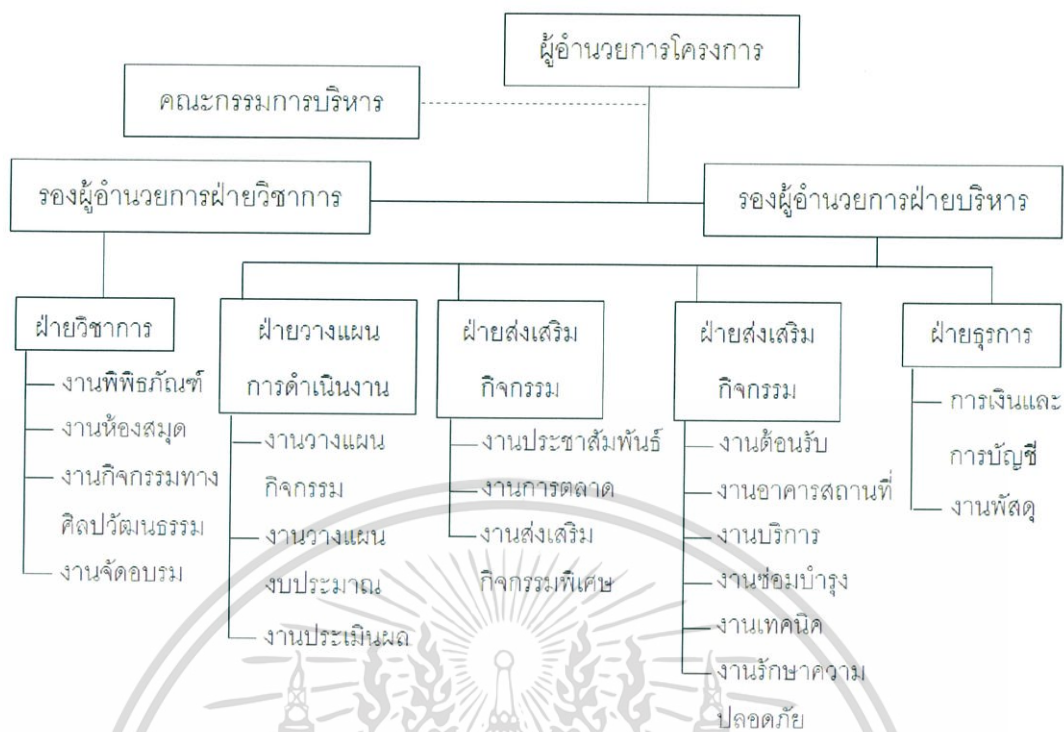 ผู้อำนวยการโครงการ
คณะกรรมการบริหาร
รองผู้อำนวยการฝ่ายวิชาการ
รองผู้อำนวยการฝ่ายบริหาร
ฝ่ายวิชาการ
งานพิพิธภัณฑ์
งานห้องสมุด
งานกิจกรรมทาง
ศิลปวัฒนธรรม
งานจัดอบรม
ฝ่ายวางแผน
การดำเนินงาน
งานวางแผน
กิจกรรม
งานวางแผน
งบประมาณ
งานประเมินผล
ฝ่ายส่งเสริม
กิจกรรม
งานประชาสัมพันธ์
งานการตลาด
งานส่งเสริม
กิจกรรมพิเศษ
ฝ่ายส่งเสริม
กิจกรรม
งานต้อนรับ
งานอาคารสถานที่
งานบริการ
งานซ่อมบำรุง
งานเทคนิค
งานรักษาความ
ปลอดภัย
ฝ่ายธุรการ
การเงินและ
การบัญชี
งานพัสดุ